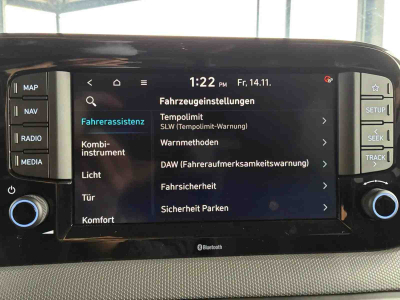 MAP
NAV
RADIO
MEDIA
1:22 PM Fr, 14.11.
Fahrzeugeinstellungen
Fahrerassistenz
Kombi-
instrument
Licht
Tür
Komfort
Tempolimit
SLW (Tempolimit-Warnung)
Warnmethoden
DAW (Fahreraufmerksamkeitswarnung)
Fahrsicherheit
Sicherheit Parken
SETUP
SEEK
TRACK
Bluetooth